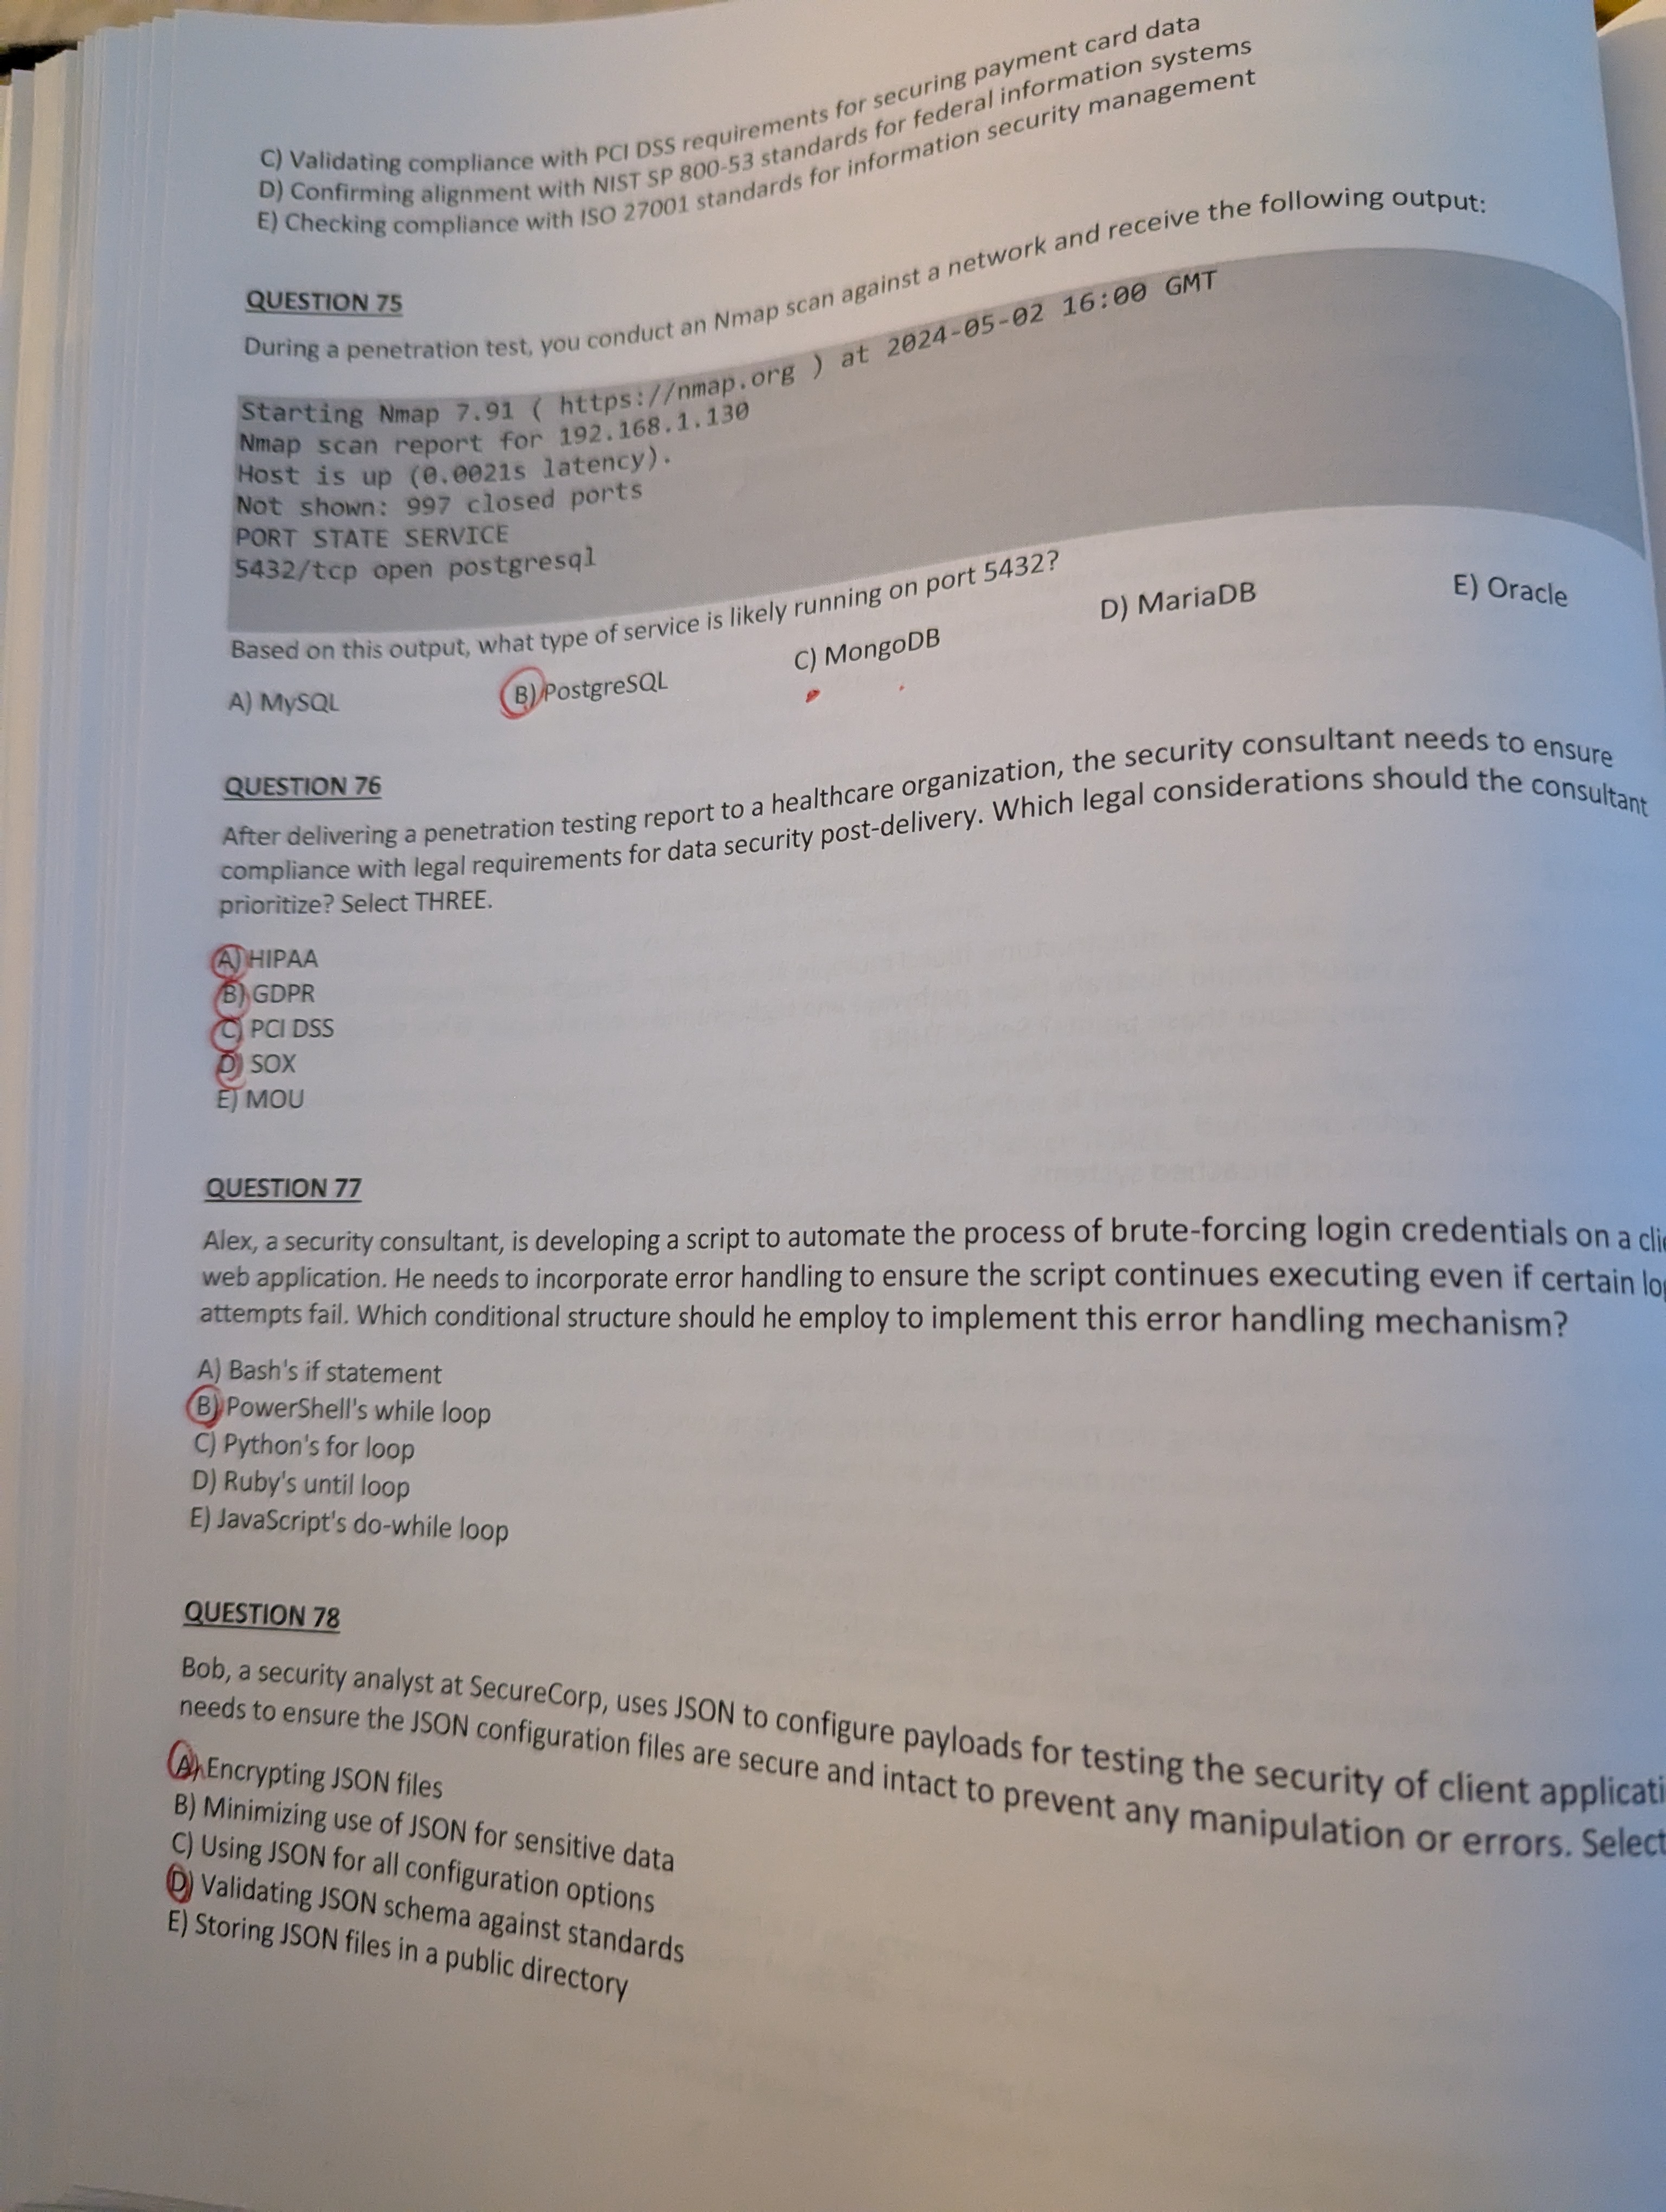 C) Validating compliance with PCI DSS requirements for securing payment card data
D) Confirming alignment with NIST SP 800-53 standards for federal information systems
E) Checking compliance with ISO 27001 standards for information security management
QUESTION 75
During a penetration test, you conduct an Nmap scan against a network and receive the following output:
Starting Nmap 7.91 ( https://nmap.org ) at 2024-05-02 16:00 GMT
Nmap scan report for 192.168.1.130
Host is up (0.0021s latency).
Not shown: 997 closed ports
PORT STATE SERVICE
5432/tcp open postgresql
Based on this output, what type of service is likely running on port 5432?
A) MySQL B) PostgreSQL C) MongoDB D) MariaDB E) Oracle
QUESTION 76
After delivering a penetration testing report to a healthcare organization, the security consultant needs to ensure
compliance with legal requirements for data security post-delivery. Which legal considerations should the consultant
prioritize? Select THREE.
A) HIPAA
B) GDPR
C) PCI DSS
D) SOX
E) MOU
QUESTION 77
Alex, a security consultant, is developing a script to automate the process of brute-forcing login credentials on a
web application. He needs to incorporate error handling to ensure the script continues executing even if certain
attempts fail. Which conditional structure should he employ to implement this error handling mechanism?
A) Bash's if statement
B) PowerShell's while loop
C) Python's for loop
D) Ruby's until loop
E) JavaScript's do-while loop
QUESTION 78
Bob, a security analyst at SecureCorp, uses JSON to configure payloads for testing the security of client
needs to ensure the JSON configuration files are secure and intact to prevent any manipulation or errors. Select
A) Encrypting JSON files
B) Minimizing use of JSON for sensitive data
C) Using JSON for all configuration options
D) Validating JSON schema against standards
E) Storing JSON files in a public directory